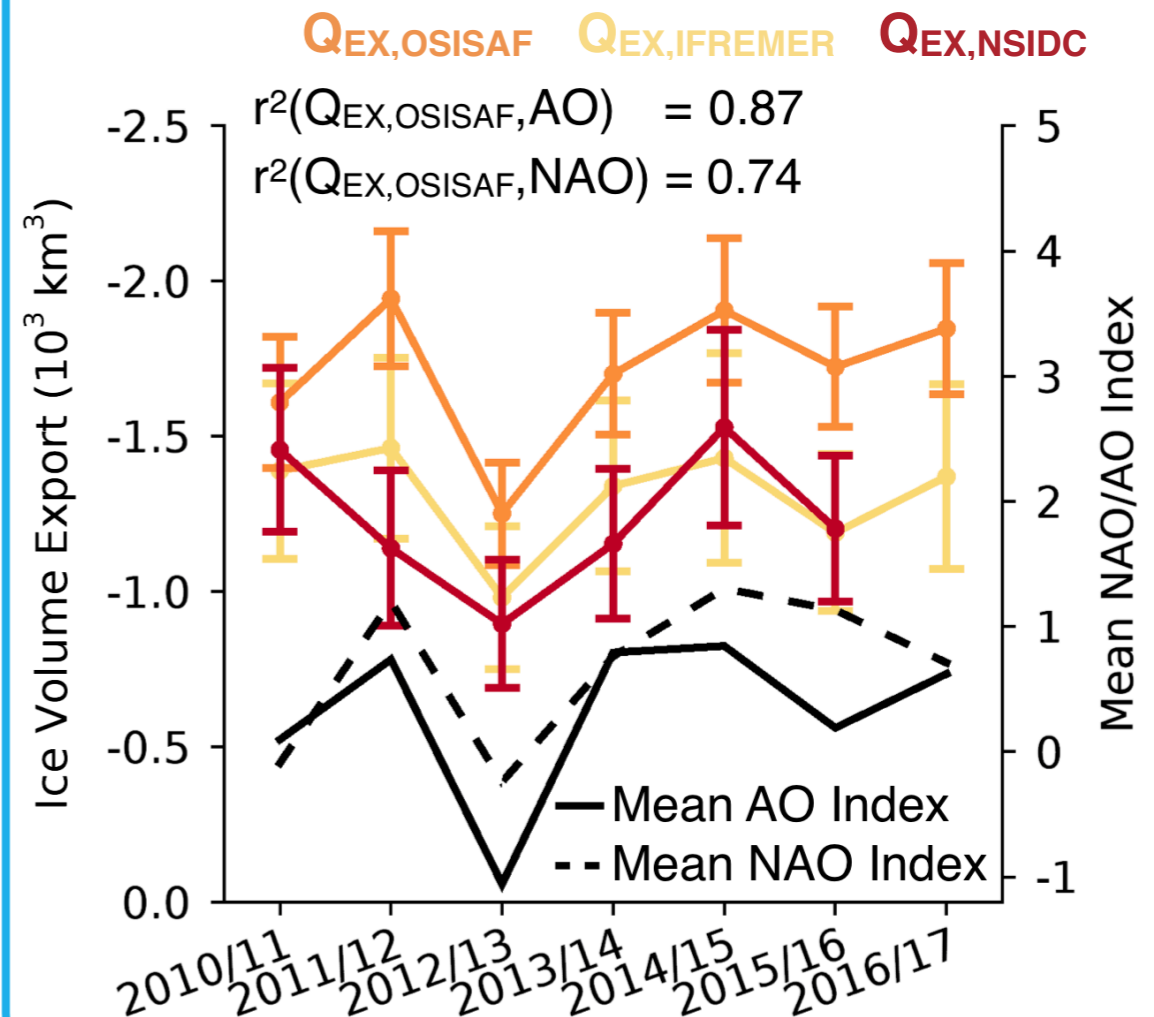 QEX,OSISAF QEX,IFREMER QEX,NSIDC
r²(QEX,OSISAF,AO) = 0.87
r²(QEX,OSISAF,NAO) = 0.74
Ice Volume Export (10³ km³)
-2.5
-2.0
-1.5
-1.0
-0.5
0.0
5
4
3
2
1
0
-1
Mean NAO/AO Index
Mean AO Index
Mean NAO Index
2010/11
2011/12
2012/13
2013/14
2014/15
2015/16
2016/17